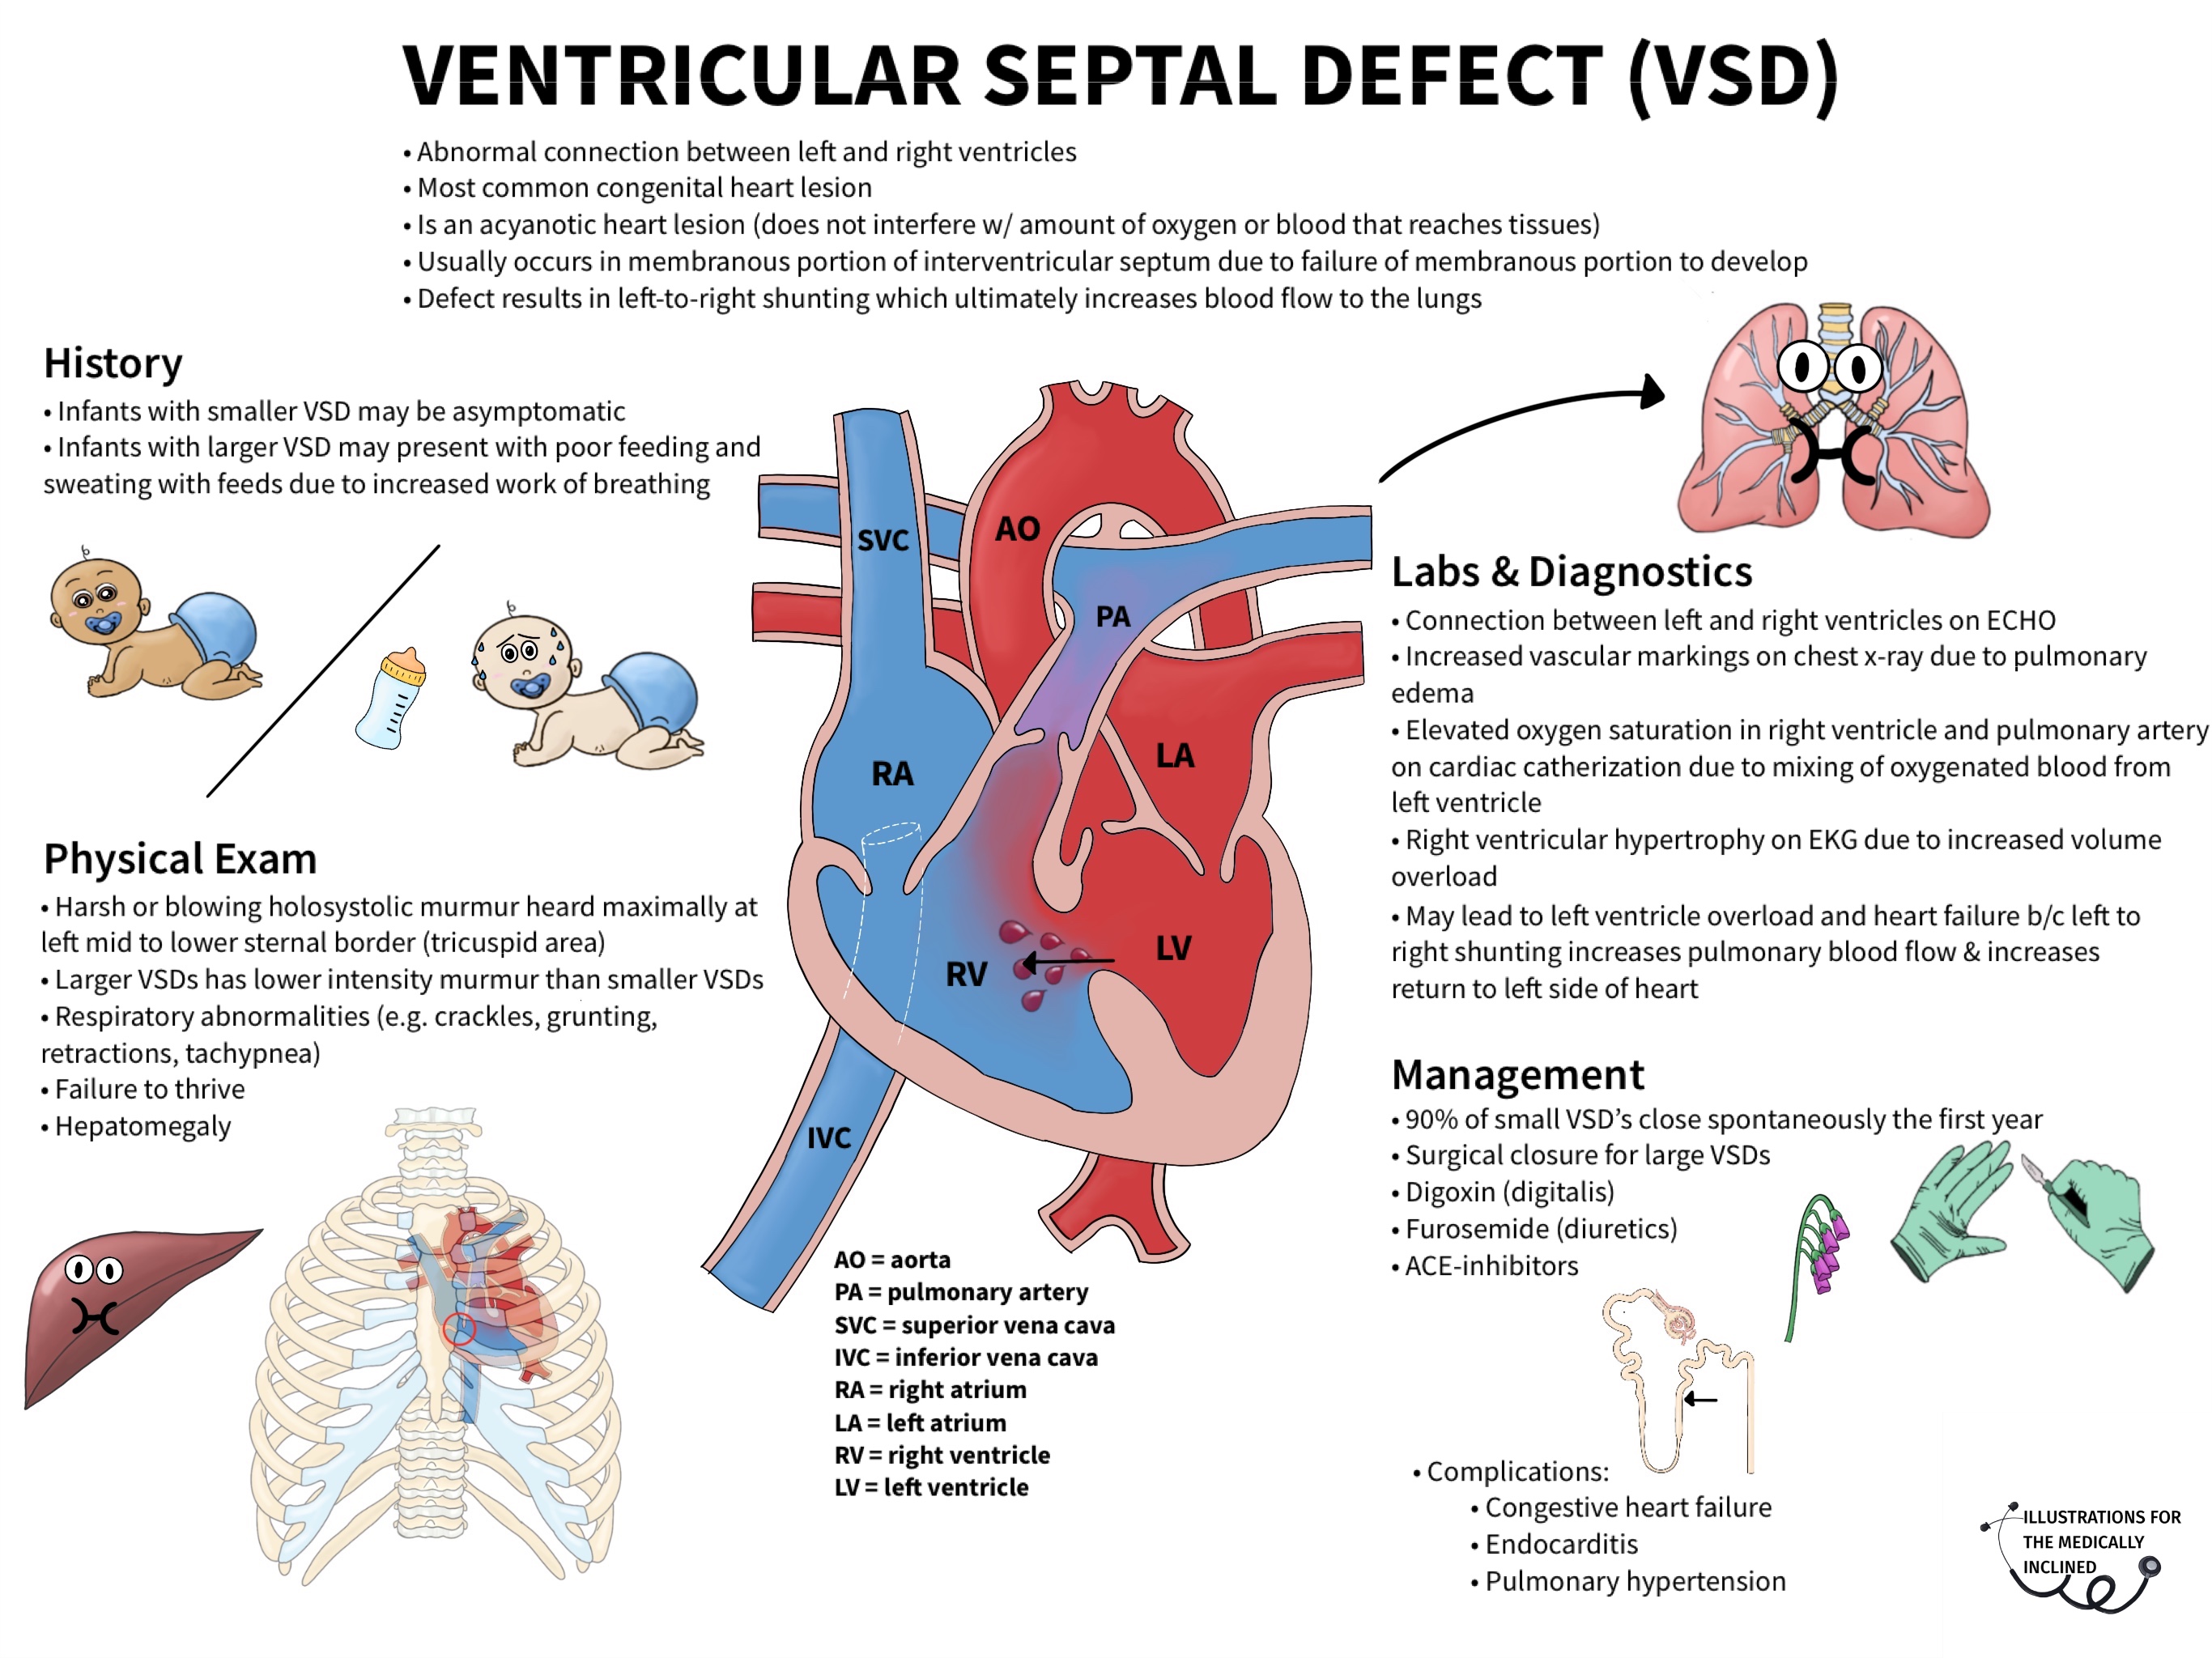 VENTRICULAR SEPTAL DEFECT (VSD)
• Abnormal connection between left and right ventricles
• Most common congenital heart lesion
• Is an acyanotic heart lesion (does not interfere w/ amount of oxygen or blood that reaches tissues)
• Usually occurs in membranous portion of interventricular septum due to failure of membranous portion to develop
• Defect results in left-to-right shunting which ultimately increases blood flow to the lungs
History
• Infants with smaller VSD may be asymptomatic
• Infants with larger VSD may present with poor feeding and
sweating with feeds due to increased work of breathing
Physical Exam
• Harsh or blowing holosystolic murmur heard maximally at
left mid to lower sternal border (tricuspid area)
• Larger VSDs has lower intensity murmur than smaller VSDs
• Respiratory abnormalities (e.g. crackles, grunting,
retractions, tachypnea)
• Failure to thrive
• Hepatomegaly
SVC
AO
PA
RA
LA
RV
LV
IVC
AO = aorta
PA = pulmonary artery
SVC = superior vena cava
IVC = inferior vena cava
RA = right atrium
LA = left atrium
RV = right ventricle
LV = left ventricle
Labs & Diagnostics
• Connection between left and right ventricles on ECHO
• Increased vascular markings on chest x-ray due to pulmonary
edema
• Elevated oxygen saturation in right ventricle and pulmonary artery
on cardiac catherization due to mixing of oxygenated blood from
left ventricle
• Right ventricular hypertrophy on EKG due to increased volume
overload
• May lead to left ventricle overload and heart failure b/c left to
right shunting increases pulmonary blood flow & increases
return to left side of heart
Management
• 90% of small VSD’s close spontaneously the first year
• Surgical closure for large VSDs
• Digoxin (digitalis)
• Furosemide (diuretics)
• ACE-inhibitors
• Complications:
• Congestive heart failure
• Endocarditis
• Pulmonary hypertension
ILLUSTRATIONS FOR
THE MEDICALLY
INCLINED